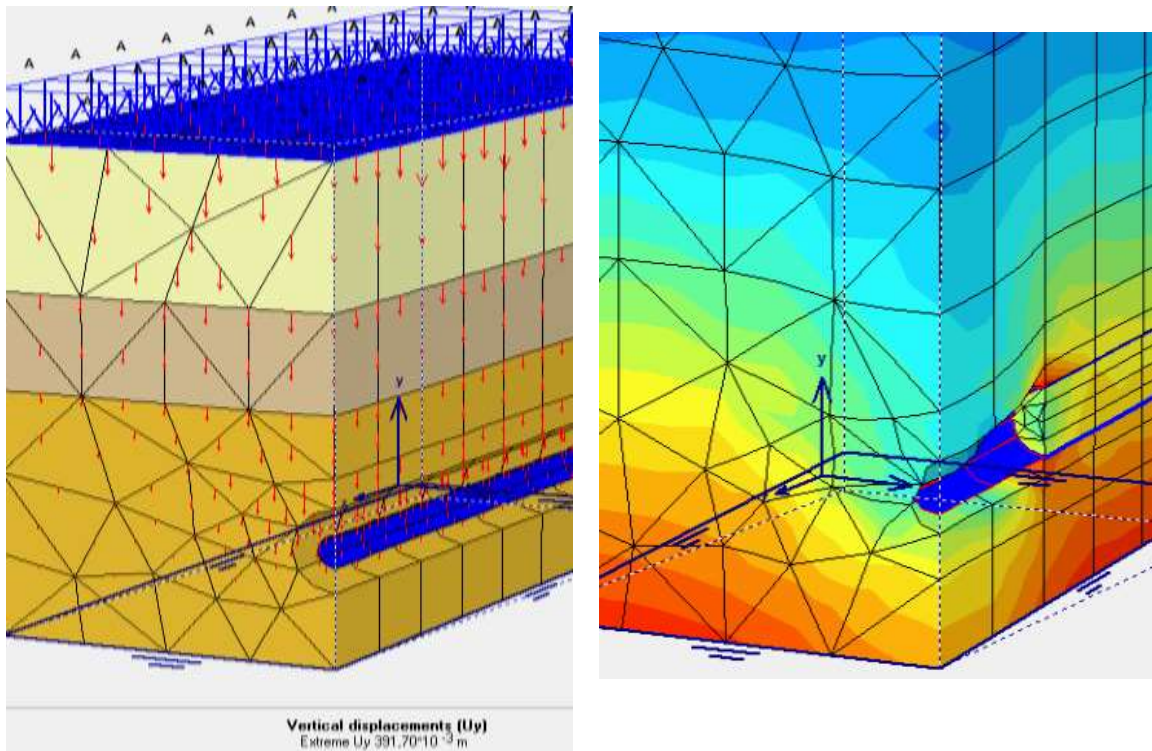 A A A A A A A
A A A A A
A
y
y
Vertical displacements (Uy)
Extreme Uy 391,70*10 -3 m